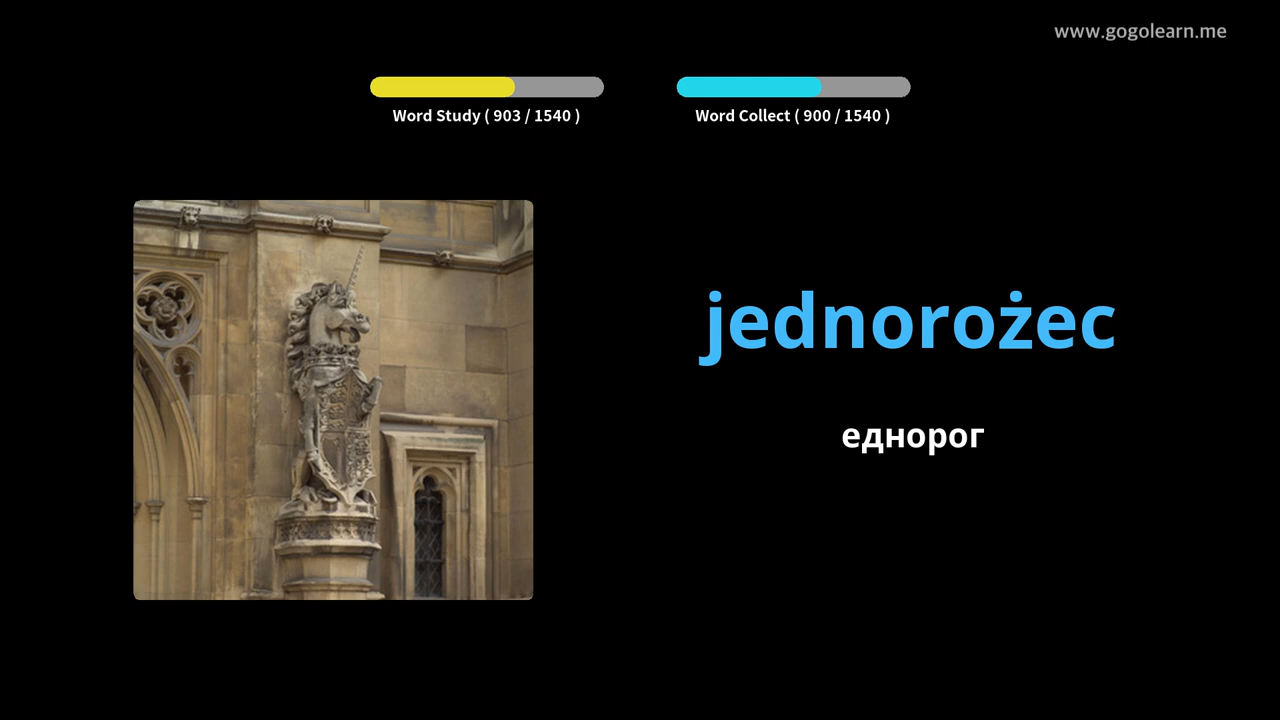 www.gogolearn.me
Word Study ( 903 / 1540 )
Word Collect ( 900 / 1540 )
jednorożec
еднорог